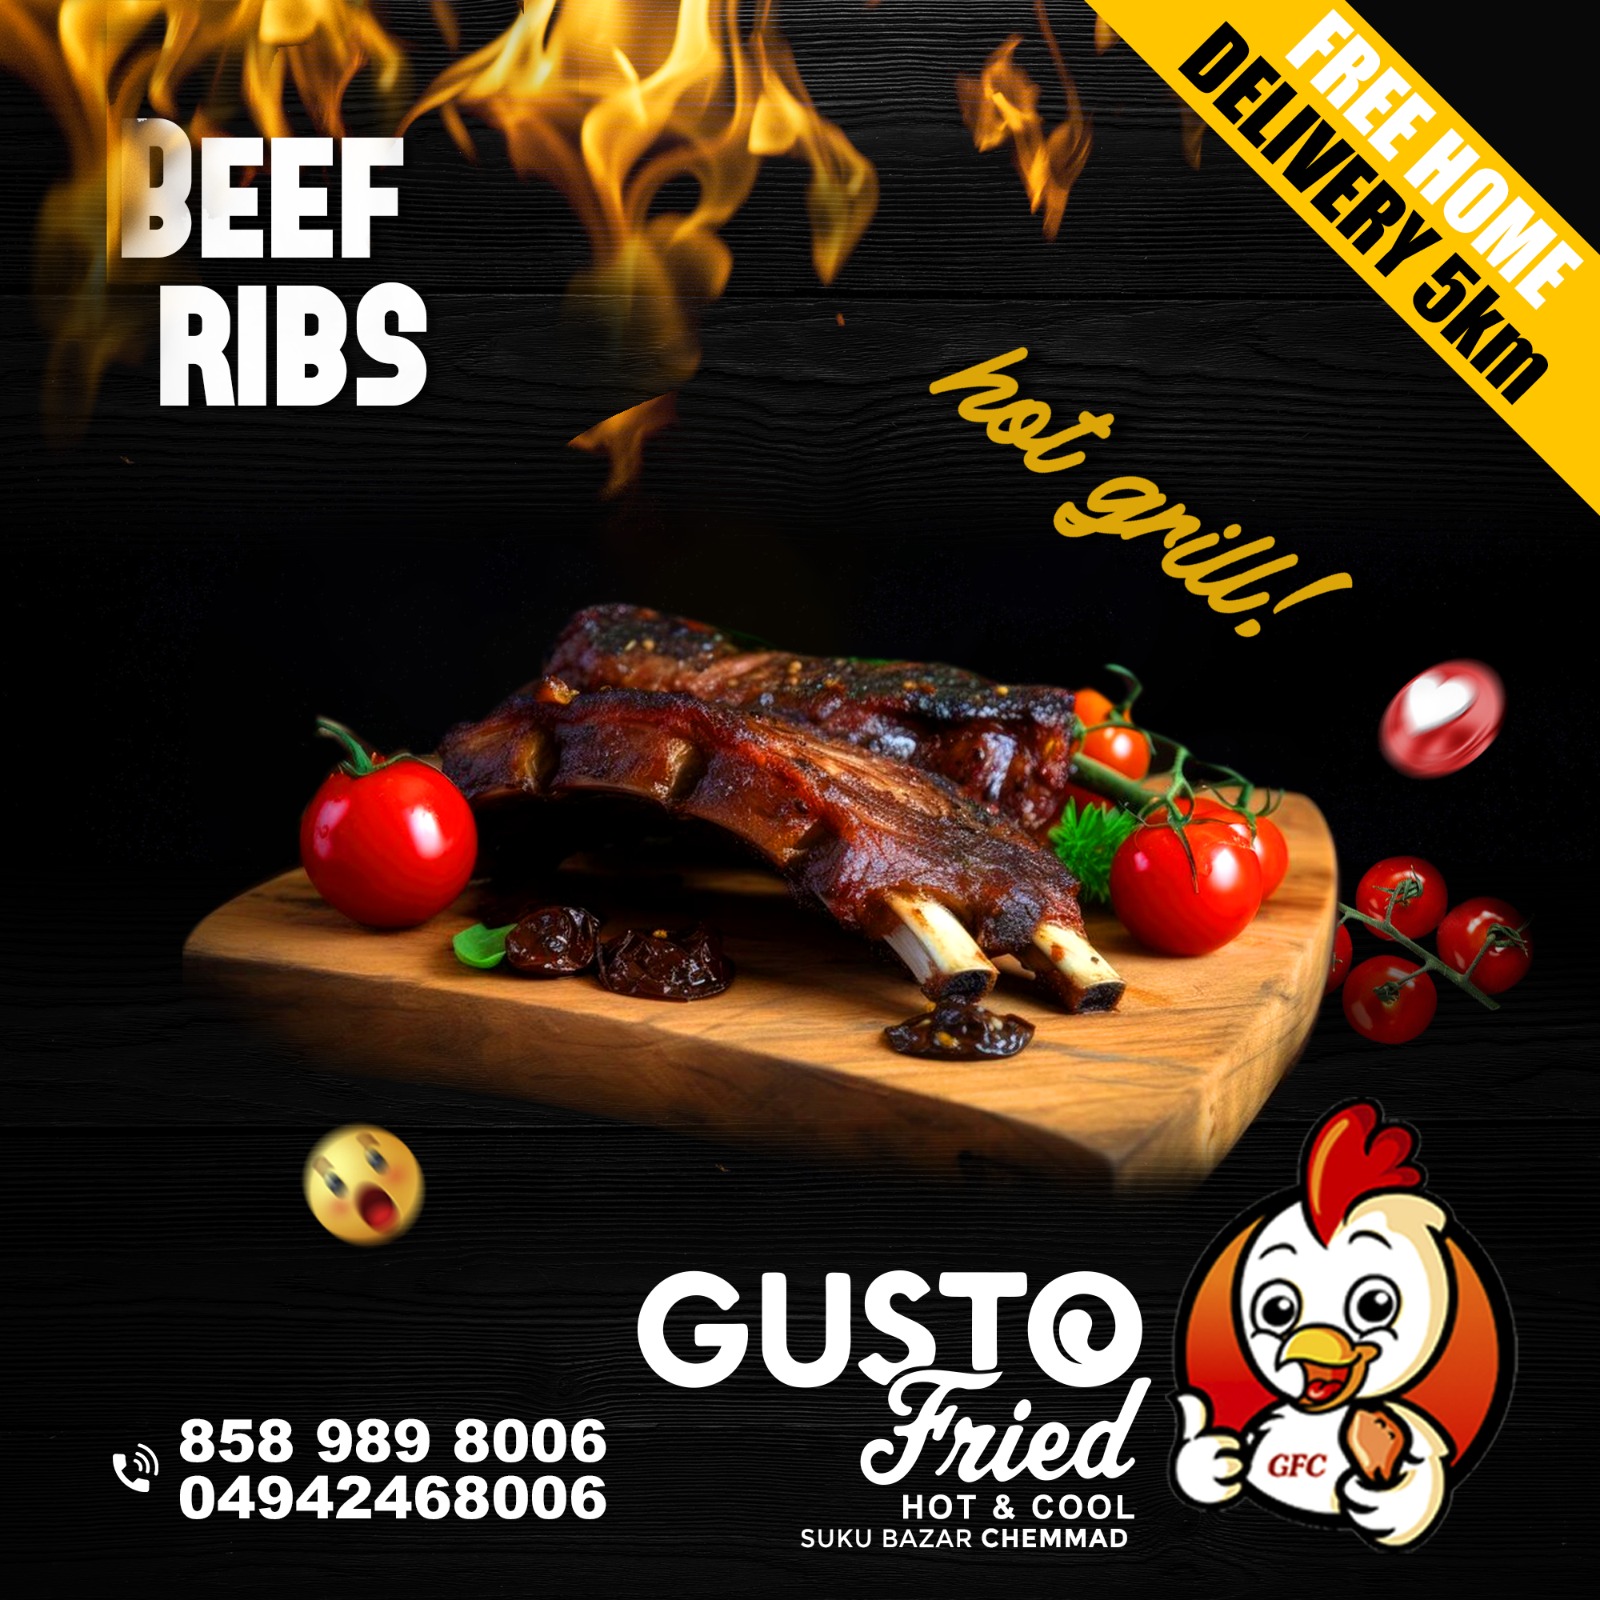 BEEF
RIBS
FREE HOME
DELIVERY 5km
hot grill!
858 989 8006
04942468006
GUSTO
Fried
HOT & COOL
SUKU BAZAR CHEMMAD
GFC